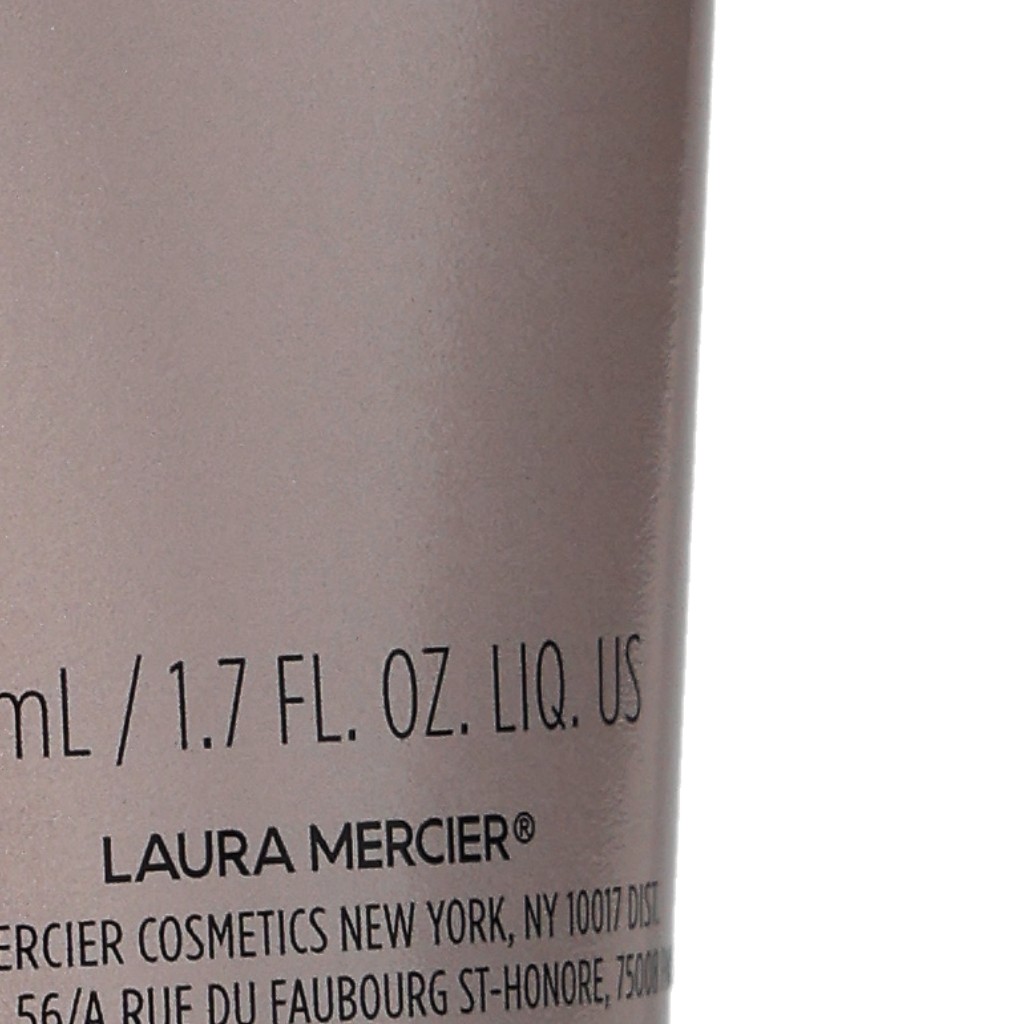 mL / 1.7 FL. OZ. LIQ. US
LAURA MERCIER®
ERCIER COSMETICS NEW YORK, NY 10017 DIST.
56/A RUE DU FAUBOURG ST-HONORE, 75008